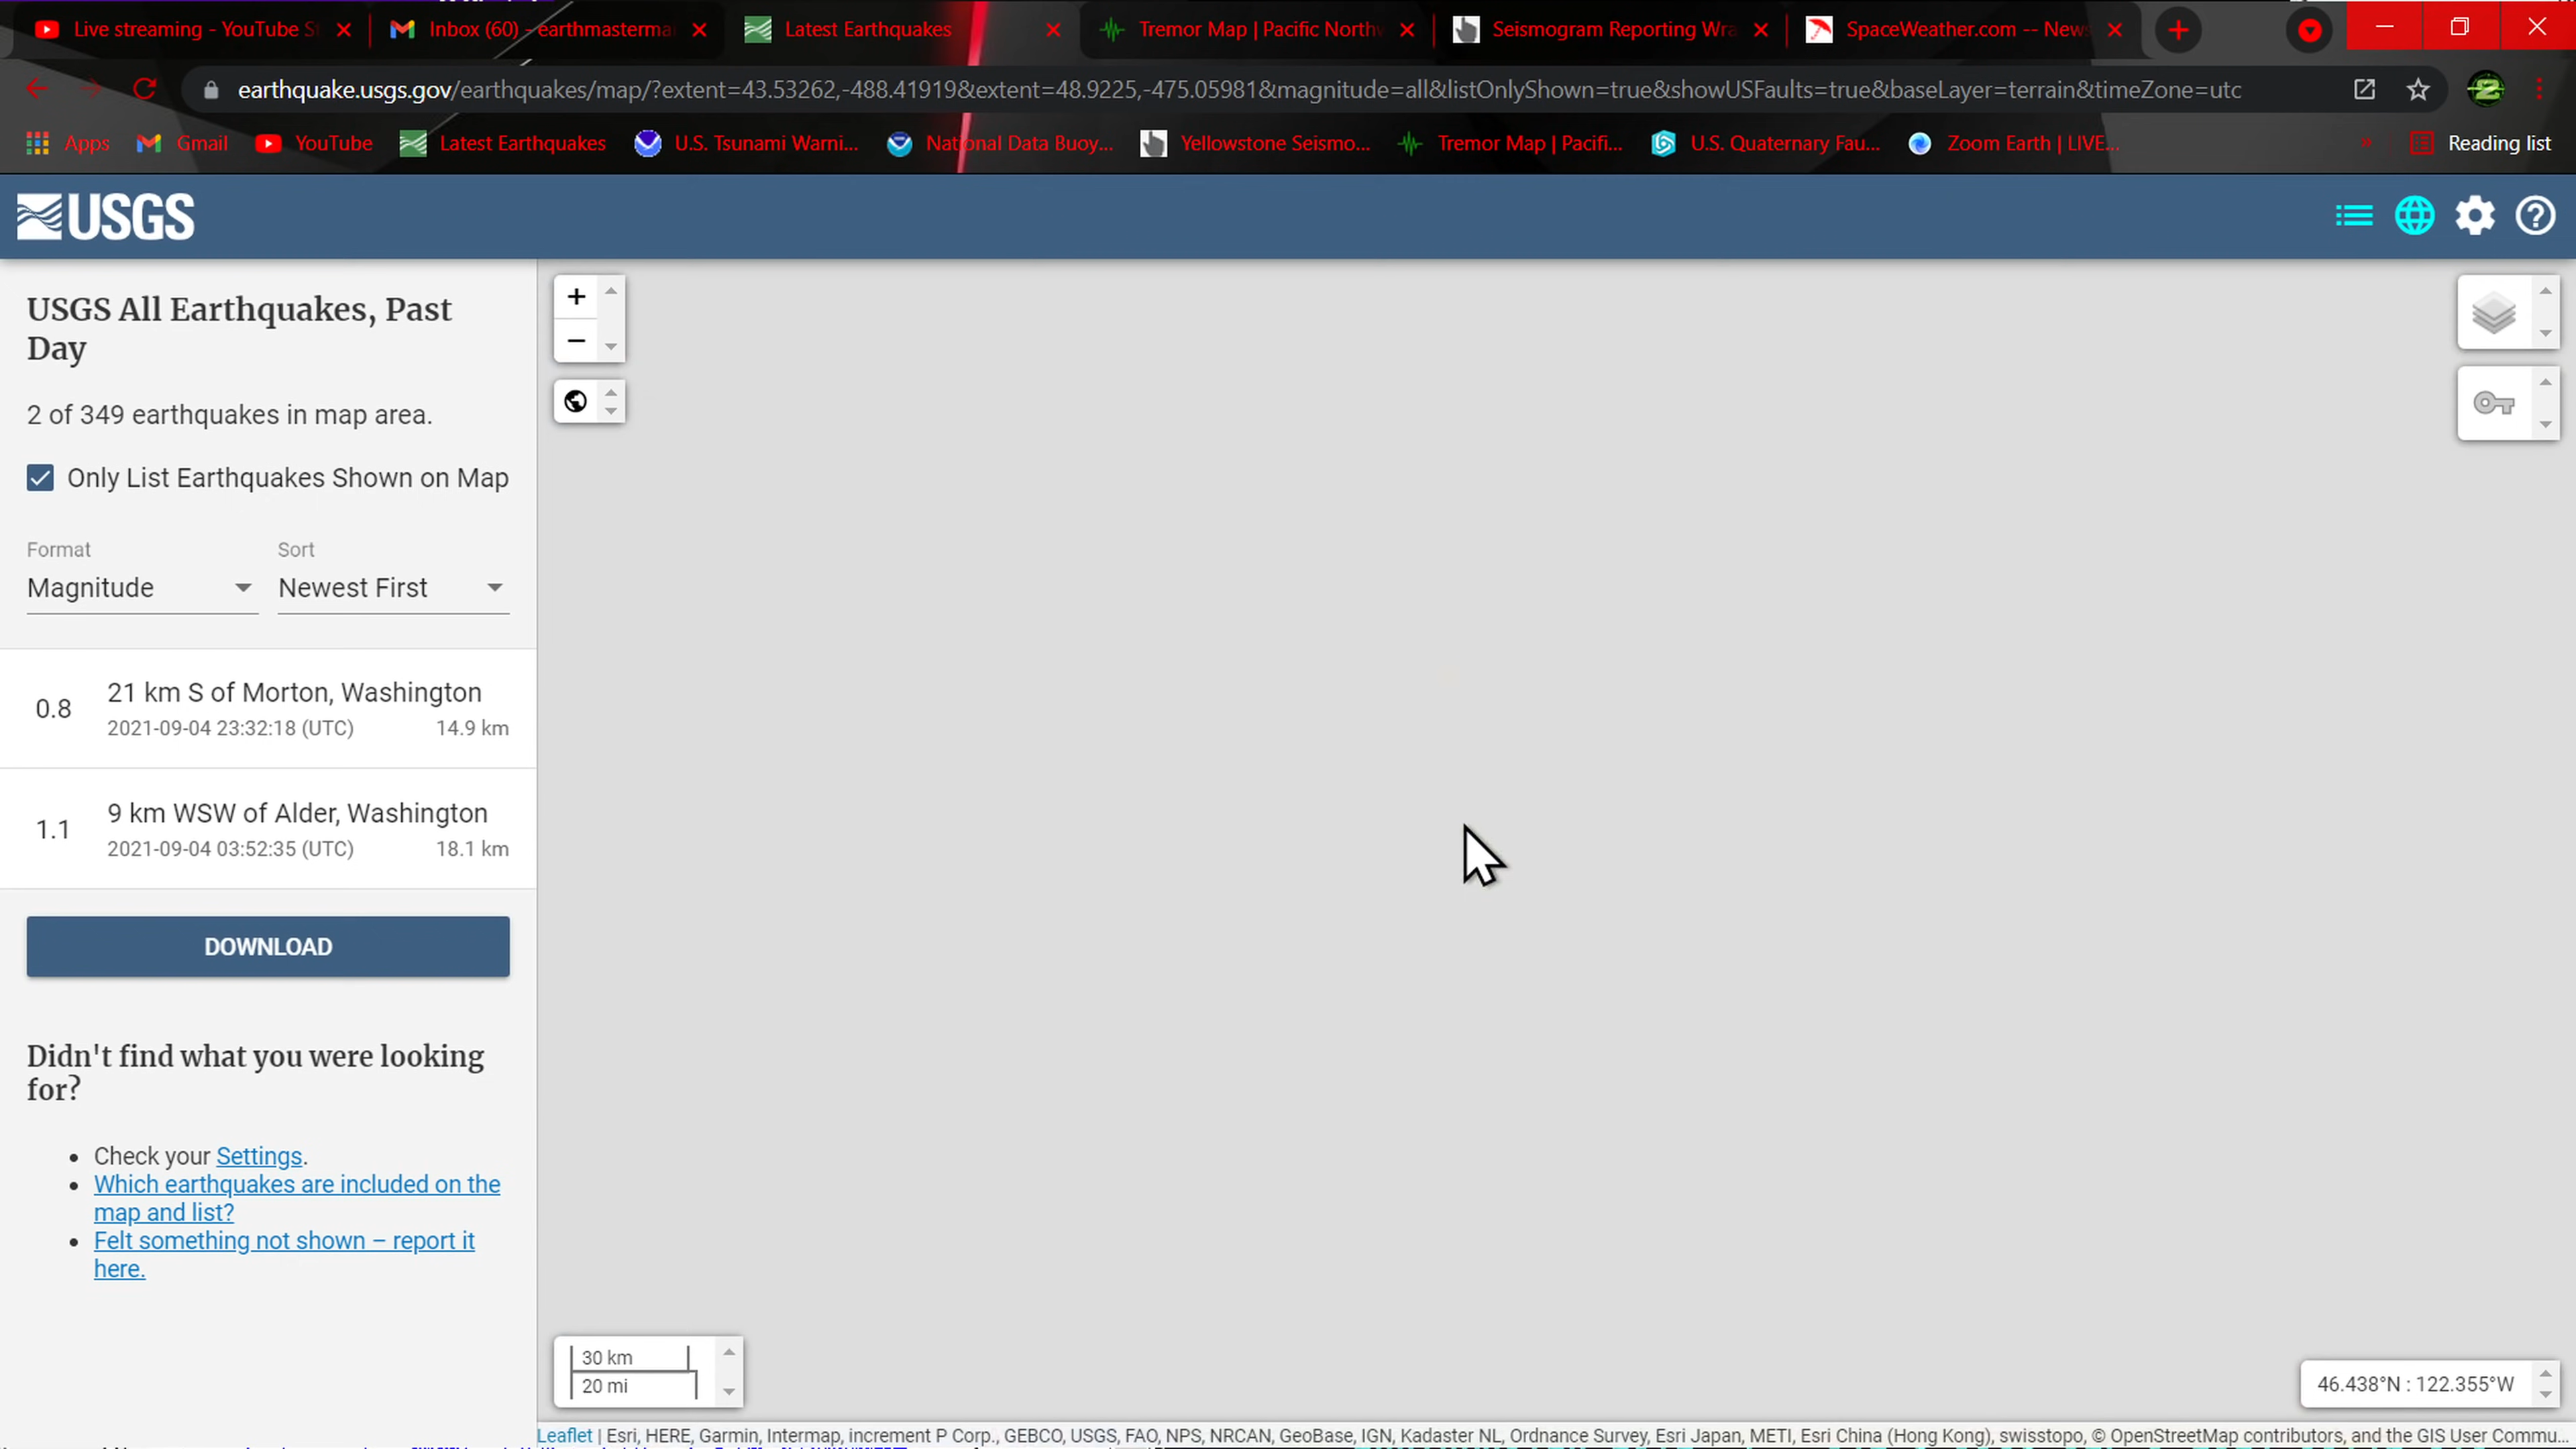 Live streaming - YouTube S
Inbox (60) - earthmasterma
Latest Earthquakes
Tremor Map | Pacific Northw
Seismogram Reporting Wra
SpaceWeather.com -- News
earthquake.usgs.gov/earthquakes/map/?extent=43.53262,-488.41919&extent=48.9225,-475.05981&magnitude=all&listOnlyShown=true&showUSFaults=true&baseLayer=terrain&timeZone=utc
Apps
Gmail
YouTube
Latest Earthquakes
U.S. Tsunami Warni...
National Data Buoy...
Yellowstone Seismo...
Tremor Map | Pacifi...
U.S. Quaternary Fau...
Zoom Earth | LIVE...
»
Reading list
USGS
USGS All Earthquakes, Past
Day
2 of 349 earthquakes in map area.
Only List Earthquakes Shown on Map
Format
Sort
Magnitude
Newest First
0.8
21 km S of Morton, Washington
2021-09-04 23:32:18 (UTC)
14.9 km
1.1
9 km WSW of Alder, Washington
2021-09-04 03:52:35 (UTC)
18.1 km
DOWNLOAD
Didn't find what you were looking
for?
• Check your Settings.
• Which earthquakes are included on the
map and list?
• Felt something not shown – report it
here.
+
−
30 km
20 mi
46.438°N : 122.355°W
Leaflet | Esri, HERE, Garmin, Intermap, increment P Corp., GEBCO, USGS, FAO, NPS, NRCAN, GeoBase, IGN, Kadaster NL, Ordnance Survey, Esri Japan, METI, Esri China (Hong Kong), swisstopo, © OpenStreetMap contributors, and the GIS User Commu...